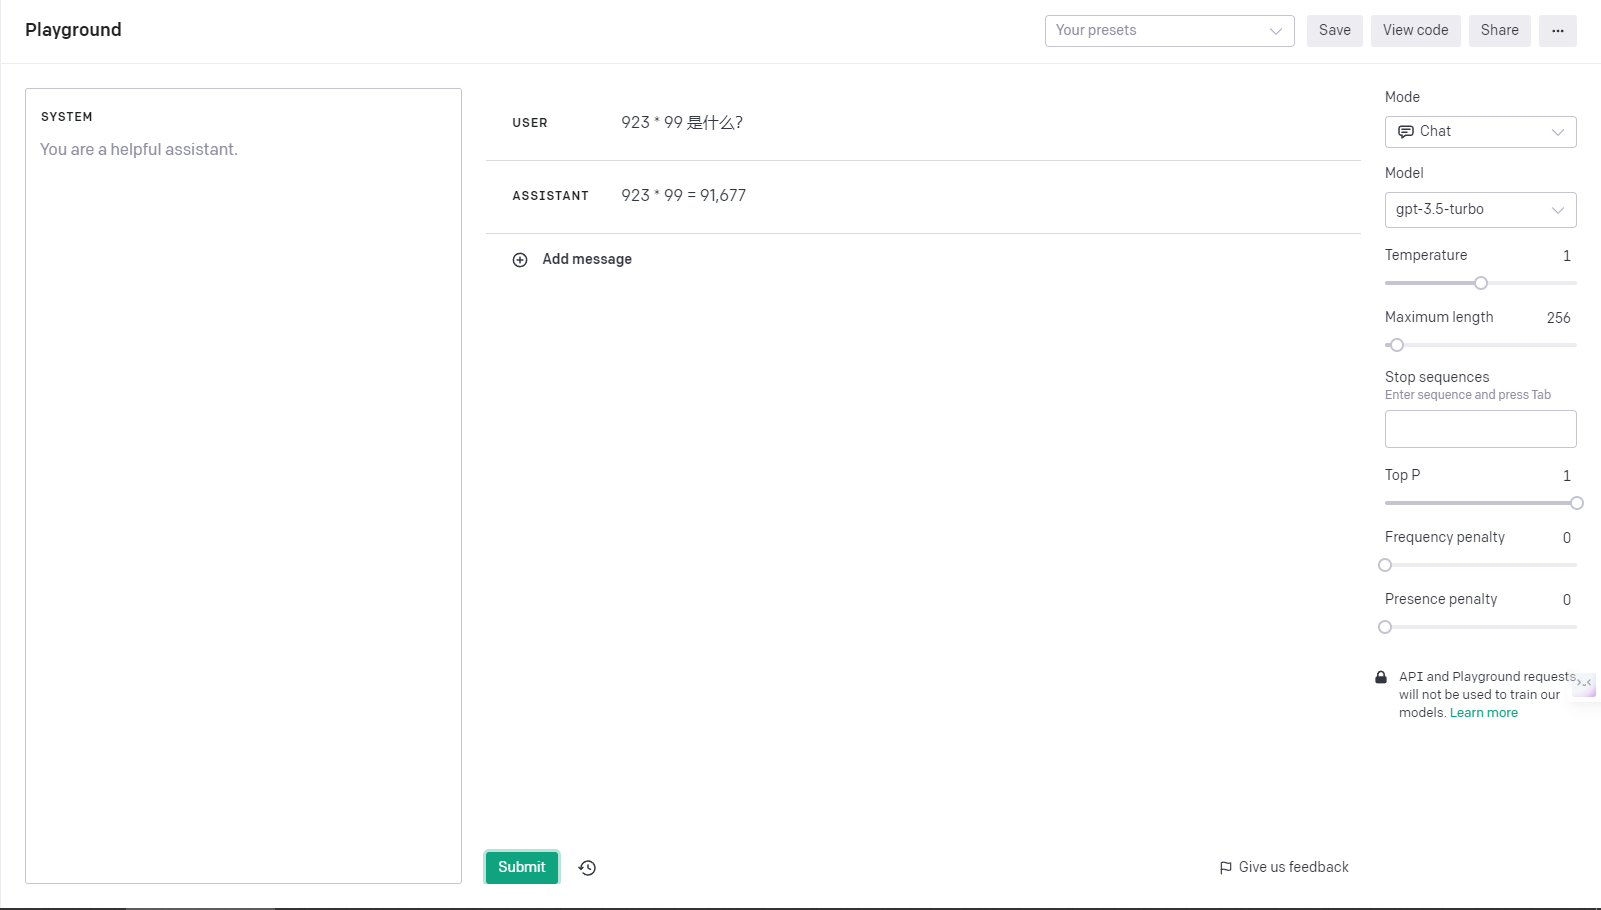 Playground
Your presets
Save
View code
Share
...
SYSTEM
You are a helpful assistant.
USER
923 * 99 是什么?
ASSISTANT
923 * 99 = 91,677
Add message
Mode
Chat
Model
gpt-3.5-turbo
Temperature
1
Maximum length
256
Stop sequences
Enter sequence and press Tab
Top P
1
Frequency penalty
0
Presence penalty
0
API and Playground requests
will not be used to train our
models. Learn more
Submit
Give us feedback